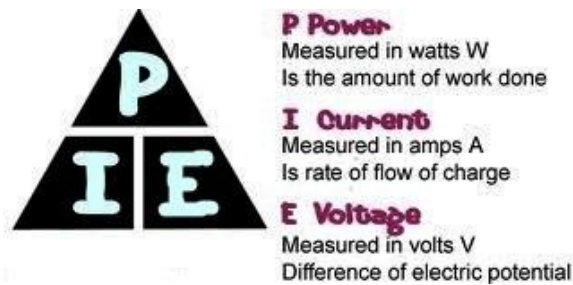 P
I E
P Power
Measured in watts W
Is the amount of work done
I Current
Measured in amps A
Is rate of flow of charge
E Voltage
Measured in volts V
Difference of electric potential